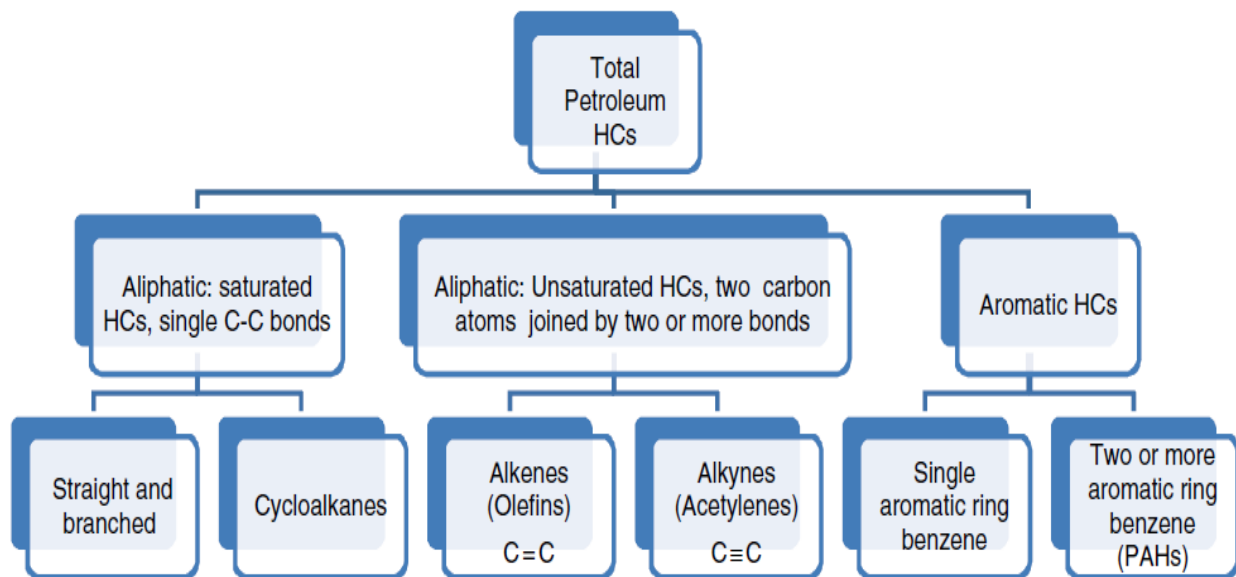 Total
Petroleum
HCs
Aliphatic: saturated
HCs, single C-C bonds
Aliphatic: Unsaturated HCs, two carbon
atoms joined by two or more bonds
Aromatic HCs
Straight and
branched
Cycloalkanes
Alkenes
(Olefins)
C=C
Alkynes
(Acetylenes)
C≡C
Single
aromatic ring
benzene
Two or more
aromatic ring
benzene
(PAHs)